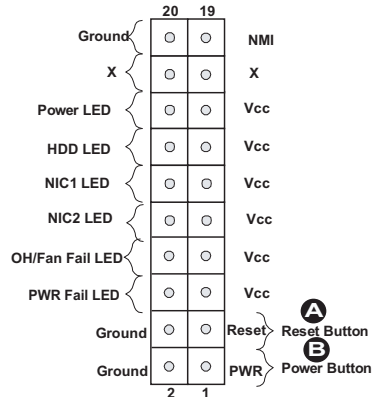 20 19
Ground NMI
X X
Power LED Vcc
HDD LED Vcc
NIC1 LED Vcc
NIC2 LED Vcc
OH/Fan Fail LED Vcc
PWR Fail LED Vcc
A
Ground Reset Reset Button
B
Ground PWR Power Button
2 1